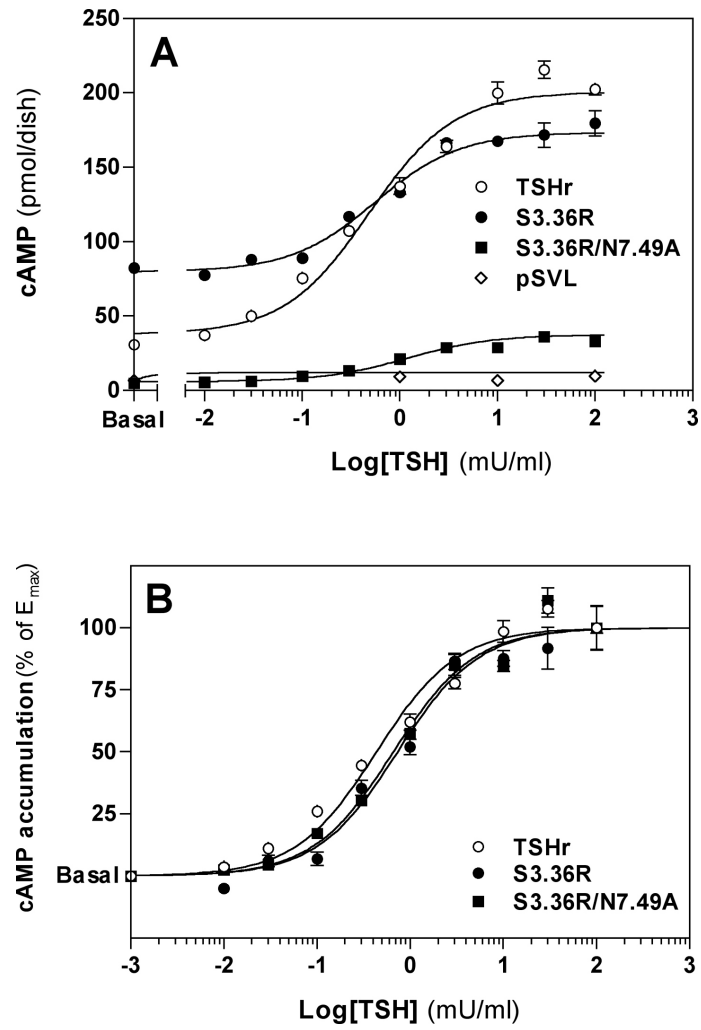 A
250
200
150
100
50
0
cAMP (pmol/dish)
TSHr
S3.36R
S3.36R/N7.49A
pSVL
Basal -2 -1 0 1 2 3
Log[TSH] (mU/ml)
B
100
75
50
25
Basal
cAMP accumulation (% of Emax)
TSHr
S3.36R
S3.36R/N7.49A
-3 -2 -1 0 1 2 3
Log[TSH] (mU/ml)